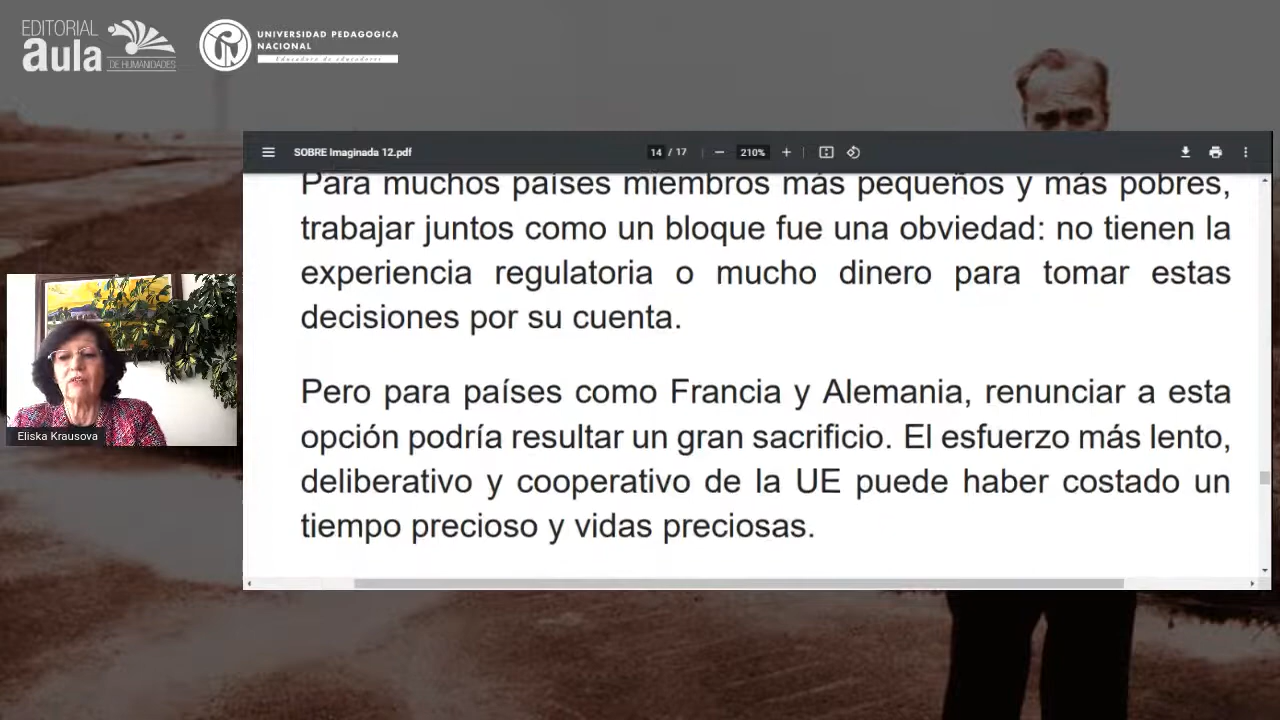 EDITORIAL
aula
DE HUMANIDADES
UNIVERSIDAD PEDAGOGICA
NACIONAL
Educadora de educadores
SOBRE Imaginada 12.pdf
14 / 17
210%
Para muchos países miembros más pequeños y más pobres,
trabajar juntos como un bloque fue una obviedad: no tienen la
experiencia regulatoria o mucho dinero para tomar estas
decisiones por su cuenta.
Pero para países como Francia y Alemania, renunciar a esta
opción podría resultar un gran sacrificio. El esfuerzo más lento,
deliberativo y cooperativo de la UE puede haber costado un
tiempo precioso y vidas preciosas.
Eliska Krausova